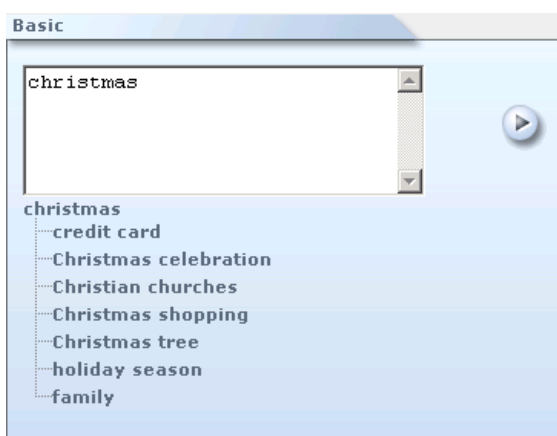 Basic
christmas
christmas
credit card
Christmas celebration
Christian churches
Christmas shopping
Christmas tree
holiday season
family